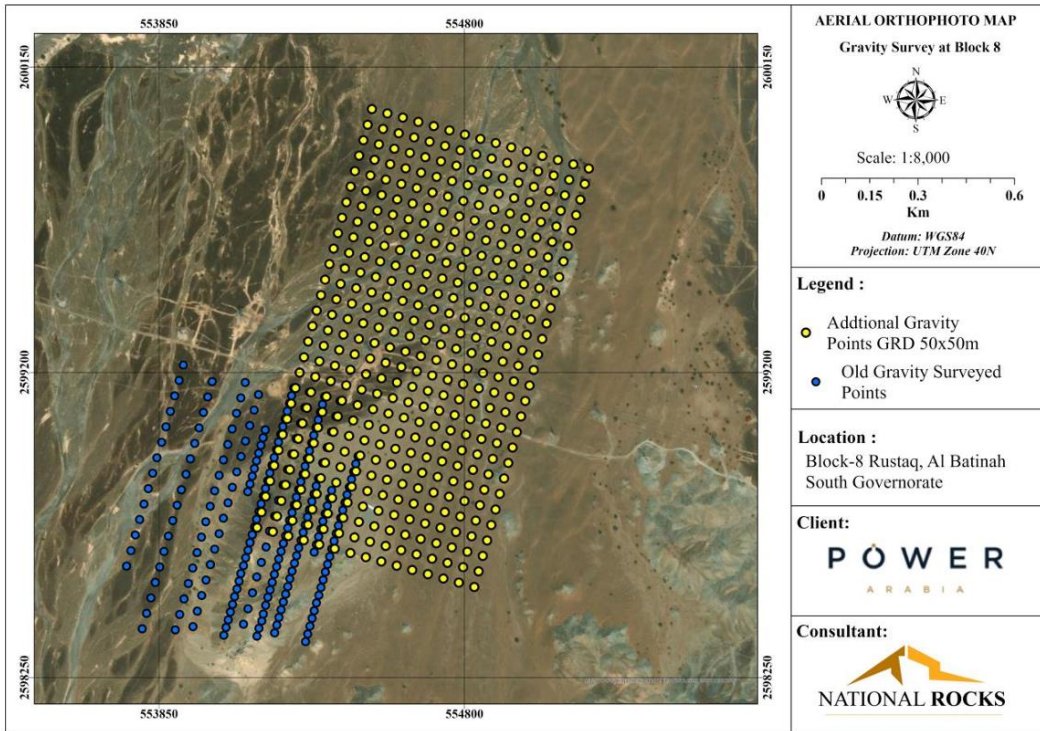 553850
554800
2600150
2599200
2598250
2600150
2599200
2598250
553850
554800
AERIAL ORTHOPHOTO MAP
Gravity Survey at Block 8
N
W
E
S
Scale: 1:8,000
0 0.15 0.3 0.6
Km
Datum: WGS84
Projection: UTM Zone 40N
Legend :
Addtional Gravity
Points GRD 50x50m
Old Gravity Surveyed
Points
Location :
Block-8 Rustaq, Al Batinah
South Governorate
Client:
POWER
ARABIA
Consultant:
NATIONAL ROCKS